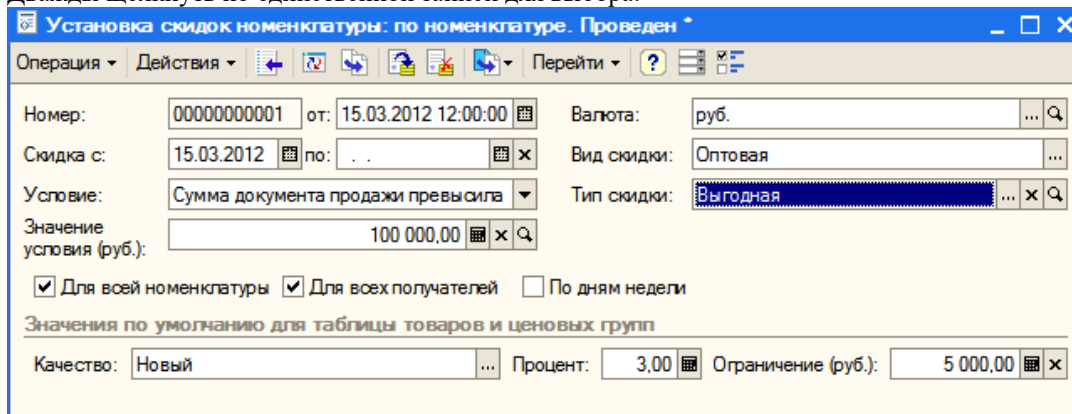 Установка скидок номенклатуры: по номенклатуре. Проведен *
Операция Действия Перейти
Номер: 00000000001 от: 15.03.2012 12:00:00 Валюта: руб.
Скидка с: 15.03.2012 по: . . Вид скидки: Оптовая
Условие: Сумма документа продажи превысила Тип скидки: Выгодная
Значение
условия (руб.): 100 000,00
Для всей номенклатуры Для всех получателей По дням недели
Значения по умолчанию для таблицы товаров и ценовых групп
Качество: Новый Процент: 3,00 Ограничение (руб.): 5 000,00